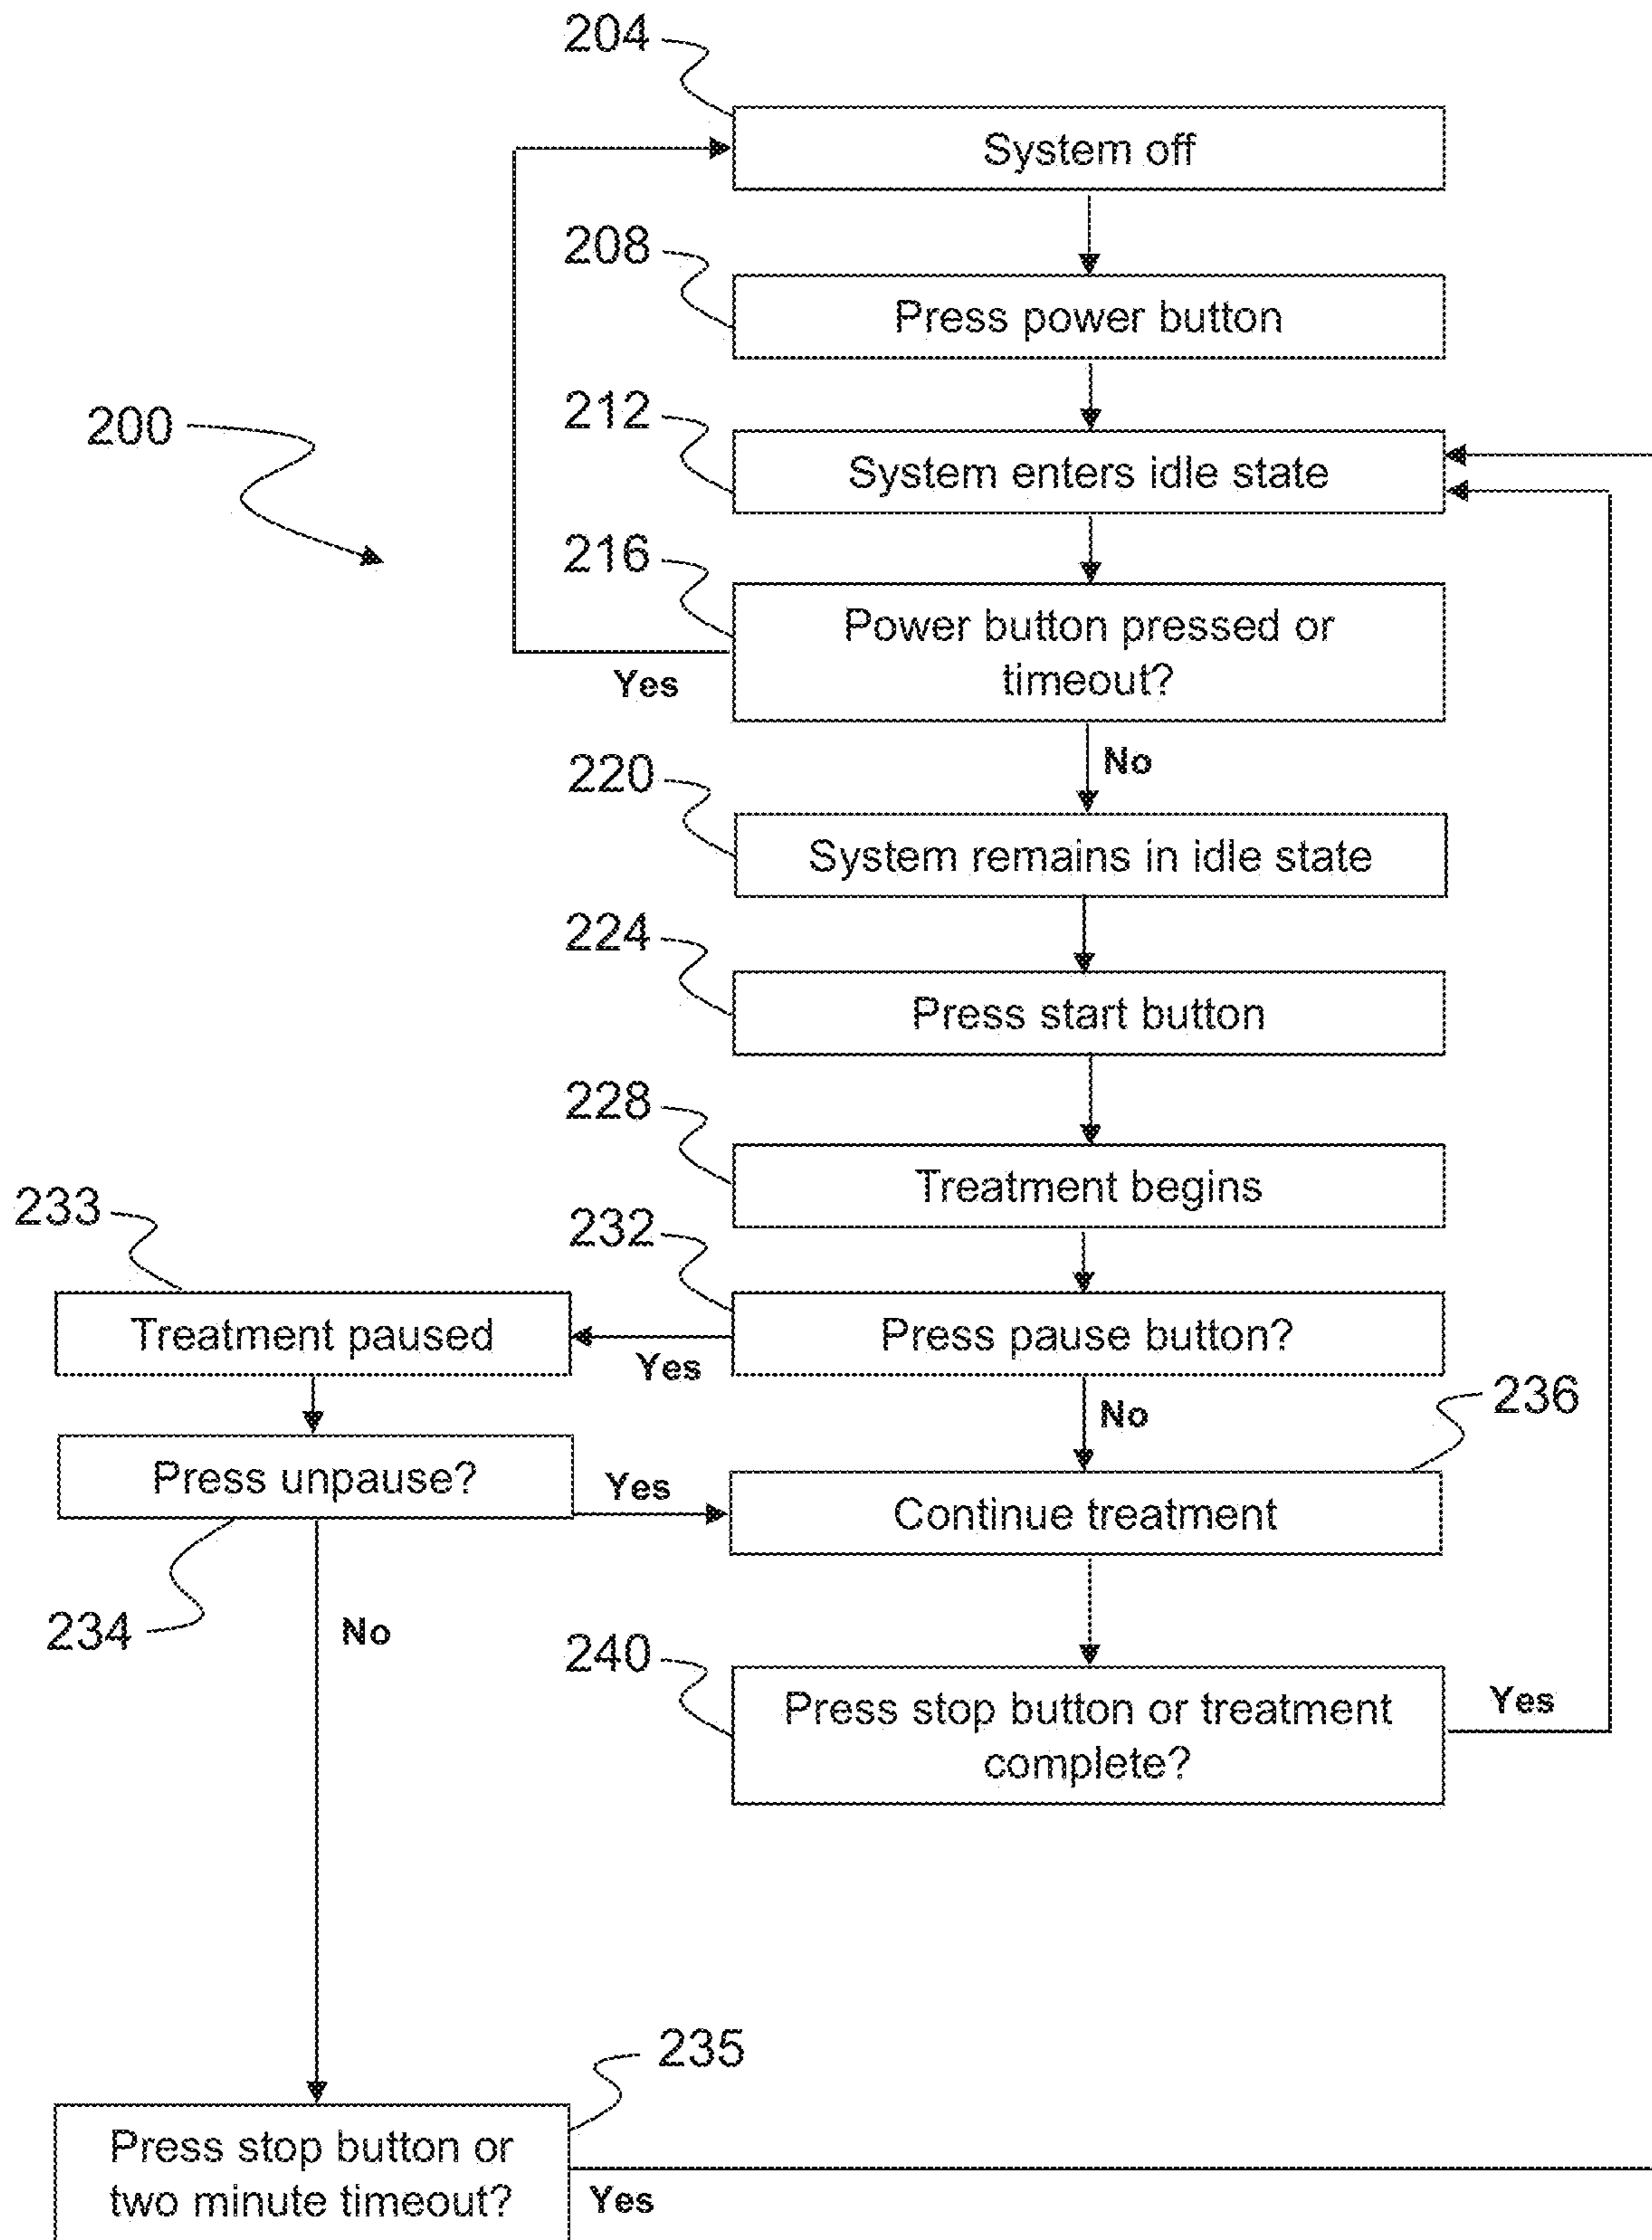 204
System off
208
Press power button
212
200
System enters idle state
216
Power button pressed or
timeout?
Yes
No
220
System remains in idle state
224
Press start button
228
Treatment begins
233
232
Treatment paused
Press pause button?
Yes
236
No
Press unpause?
Yes
Continue treatment
234
No
240
Press stop button or treatment
complete?
Yes
235
Press stop button or
two minute timeout?
Yes